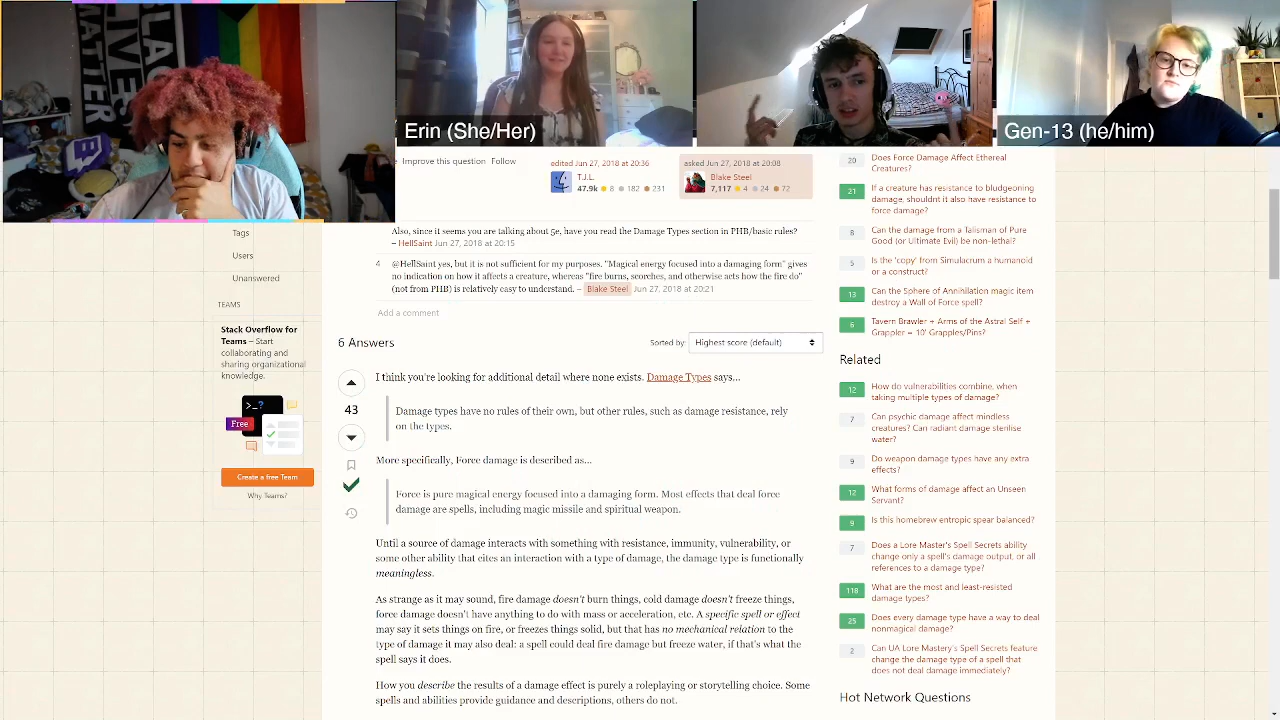 BLACK
LIVES
MATTER
Erin (She/Her)
Gen-13 (he/him)
Improve this question Follow
edited Jun 27, 2018 at 20:36
T.J.L.
47.9k 8 182 231
asked Jun 27, 2018 at 20:08
Blake Steel
7,117 4 24 72
Tags
Users
Unanswered
TEAMS
Stack Overflow for
Teams – Start
collaborating and
sharing organizational
knowledge.
>_?
Free
Create a free Team
Why Teams?
Also, since it seems you are talking about 5e, have you read the Damage Types section in PHB/basic rules?
– HellSaint Jun 27, 2018 at 20:15
4 @HellSaint yes, but it is not sufficient for my purposes. "Magical energy focused into a damaging form" gives
no indication on how it affects a creature, whereas "fire burns, scorches, and otherwise acts how the fire do"
(not from PHB) is relatively easy to understand. – Blake Steel Jun 27, 2018 at 20:21
Add a comment
6 Answers
Sorted by: Highest score (default)
43
I think you're looking for additional detail where none exists. Damage Types says...
Damage types have no rules of their own, but other rules, such as damage resistance, rely
on the types.
More specifically, Force damage is described as...
Force is pure magical energy focused into a damaging form. Most effects that deal force
damage are spells, including magic missile and spiritual weapon.
Until a source of damage interacts with something with resistance, immunity, vulnerability, or
some other ability that cites an interaction with a type of damage, the damage type is functionally
meaningless.
As strange as it may sound, fire damage doesn't burn things, cold damage doesn't freeze things,
force damage doesn't have anything to do with mass or acceleration, etc. A specific spell or effect
may say it sets things on fire, or freezes things solid, but that has no mechanical relation to the
type of damage it may also deal: a spell could deal fire damage but freeze water, if that's what the
spell says it does.
How you describe the results of a damage effect is purely a roleplaying or storytelling choice. Some
spells and abilities provide guidance and descriptions, others do not.
20 Does Force Damage Affect Ethereal
Creatures?
21 If a creature has resistance to bludgeoning
damage, shouldnt it also have resistance to
force damage?
8 Can the damage from a Talisman of Pure
Good (or Ultimate Evil) be non-lethal?
5 Is the 'copy' from Simulacrum a humanoid
or a construct?
13 Can the Sphere of Annihilation magic item
destroy a Wall of Force spell?
6 Tavern Brawler + Arms of the Astral Self +
Grappler = 10' Grapples/Pins?
Related
12 How do vulnerabilities combine, when
taking multiple types of damage?
7 Can psychic damage affect mindless
creatures? Can radiant damage sterilise
water?
9 Do weapon damage types have any extra
effects?
12 What forms of damage affect an Unseen
Servant?
9 Is this homebrew entropic spear balanced?
7 Does a Lore Master's Spell Secrets ability
change only a spell's damage output, or all
references to a damage type?
118 What are the most and least-resisted
damage types?
25 Does every damage type have a way to deal
nonmagical damage?
2 Can UA Lore Mastery's Spell Secrets feature
change the damage type of a spell that
does not deal damage immediately?
Hot Network Questions